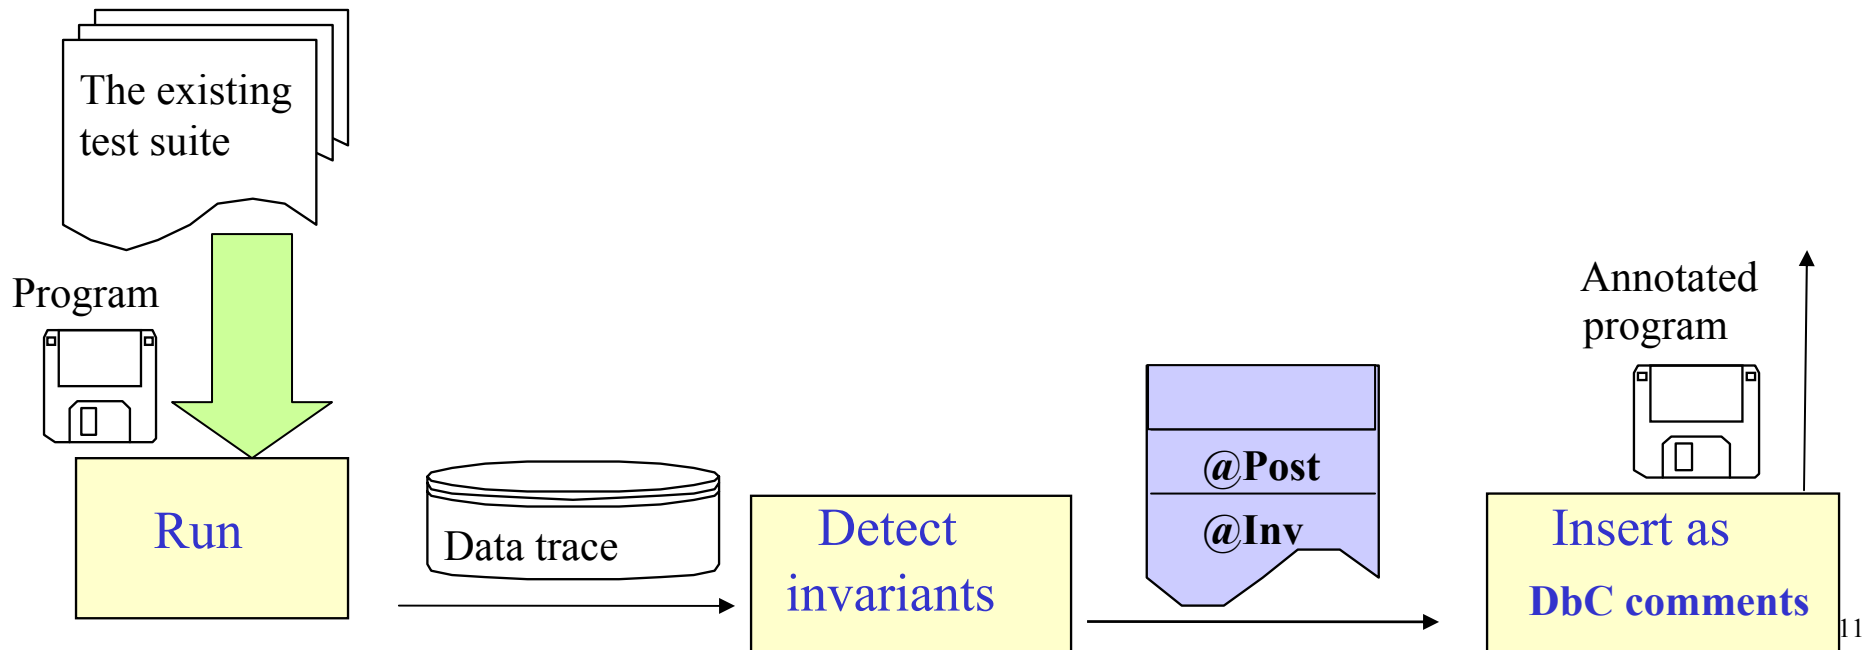 The existing
test suite
Program
Run
Data trace
Detect
invariants
@Post
@Inv
Annotated
program
Insert as
DbC comments
11